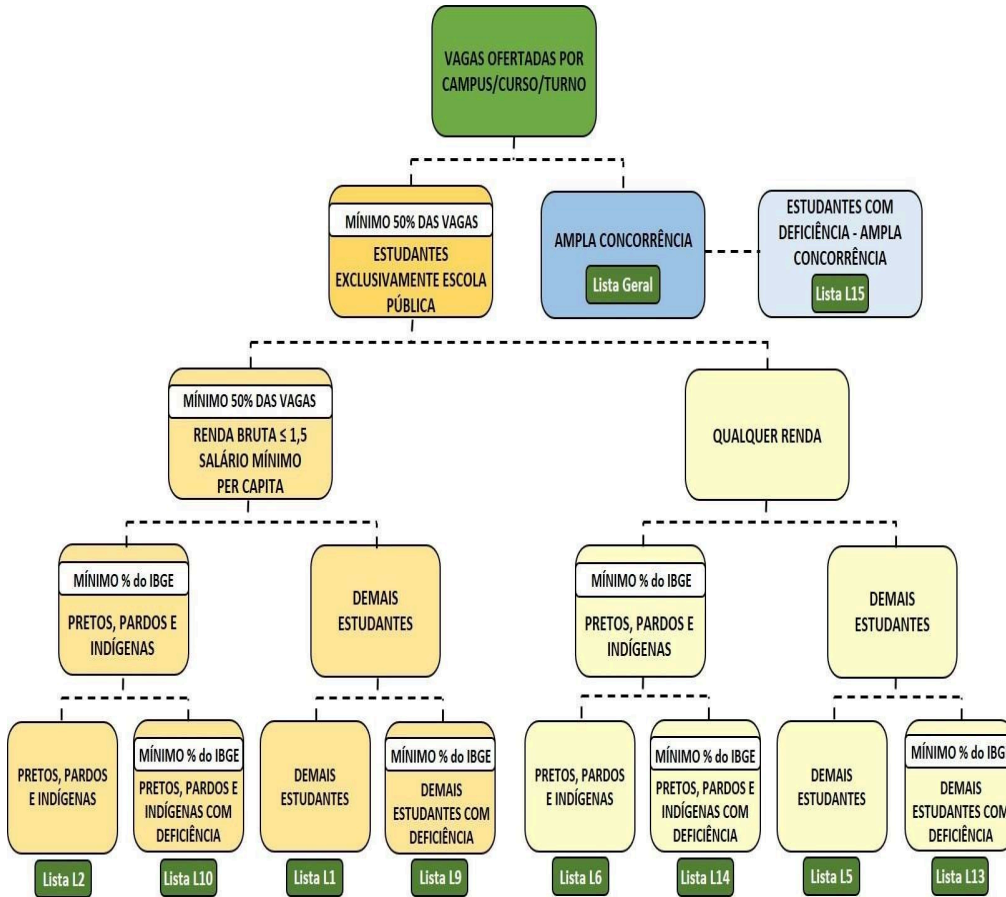 VAGAS OFERTADAS POR
CAMPUS/CURSO/TURNO
MÍNIMO 50% DAS VAGAS
ESTUDANTES
EXCLUSIVAMENTE ESCOLA
PÚBLICA
AMPLA CONCORRÊNCIA
Lista Geral
ESTUDANTES COM
DEFICIÊNCIA - AMPLA
CONCORRÊNCIA
Lista L15
MÍNIMO 50% DAS VAGAS
RENDA BRUTA ≤ 1,5
SALÁRIO MÍNIMO
PER CAPITA
QUALQUER RENDA
MÍNIMO % do IBGE
PRETOS, PARDOS E
INDÍGENAS
DEMAIS
ESTUDANTES
MÍNIMO % do IBGE
PRETOS, PARDOS E
INDÍGENAS
DEMAIS
ESTUDANTES
PRETOS, PARDOS
E INDÍGENAS
Lista L2
MÍNIMO % do IBGE
PRETOS, PARDOS E
INDÍGENAS COM
DEFICIÊNCIA
Lista L10
DEMAIS
ESTUDANTES
Lista L1
MÍNIMO % do IBGE
DEMAIS
ESTUDANTES COM
DEFICIÊNCIA
Lista L9
PRETOS, PARDOS
E INDÍGENAS
Lista L6
MÍNIMO % do IBGE
PRETOS, PARDOS E
INDÍGENAS COM
DEFICIÊNCIA
Lista L14
DEMAIS
ESTUDANTES
Lista L5
MÍNIMO % do IBG
DEMAIS
ESTUDANTES COM
DEFICIÊNCIA
Lista L13